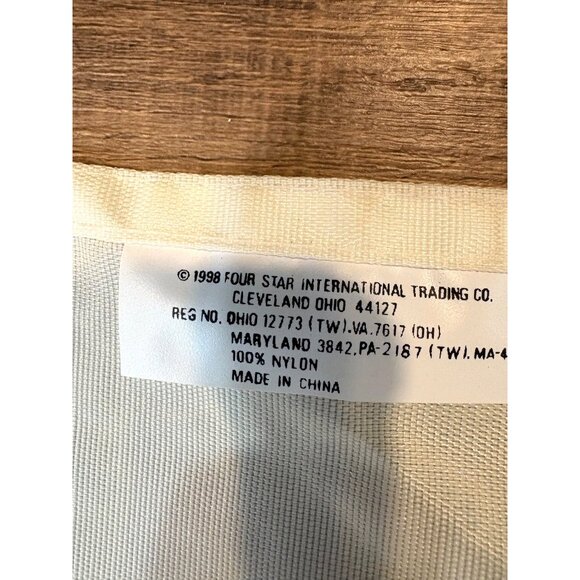 © 1998 FOUR STAR INTERNATIONAL TRADING CO.
CLEVELAND OHIO 44127
REG NO. OHIO 12773 (TW).VA.7617 (OH)
MARYLAND 3842,PA-2187 (TW). MA-4
100% NYLON
MADE IN CHINA